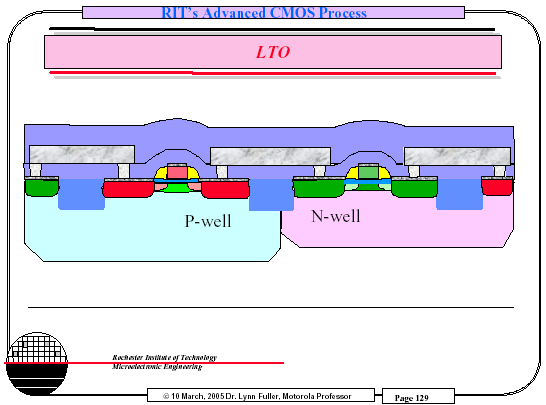 RIT's Advanced CMOS Process
LTO
P-well
N-well
Rochester Institute of Technology
Microelectronic Engineering
© 10 March, 2005 Dr. Lynn Fuller, Motorola Professor
Page 129